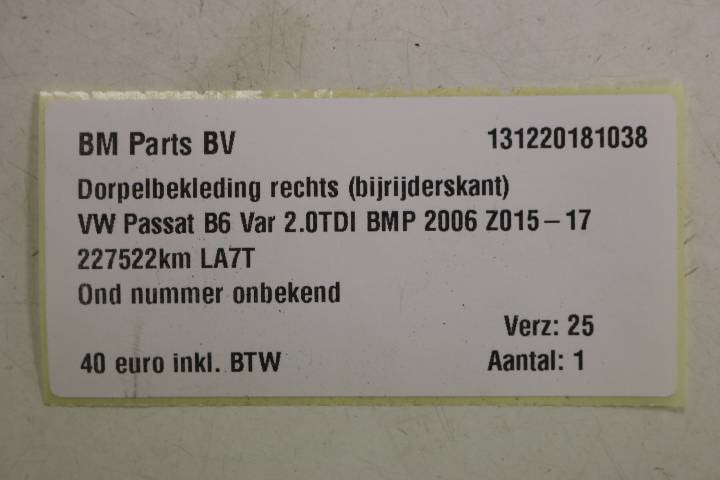 BM Parts BV 131220181038
Dorpelbekleding rechts (bijrijderskant)
VW Passat B6 Var 2.0TDI BMP 2006 Z015-17
227522km LA7T
Ond nummer onbekend
Verz: 25
40 euro inkl. BTW Aantal: 1